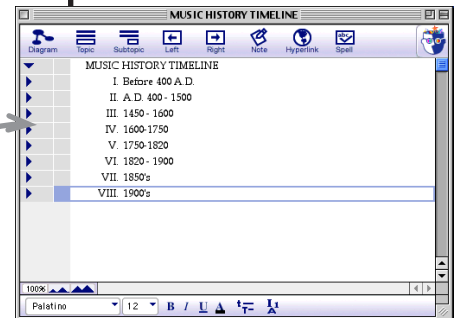 MUSIC HISTORY TIMELINE
Diagram Topic Subtopic Left Right Note Hyperlink Spell
abc
MUSIC HISTORY TIMELINE
I. Before 400 A.D.
II. A.D. 400 - 1500
III. 1450 - 1600
IV. 1600-1750
V. 1750-1820
VI. 1820 - 1900
VII. 1850's
VIII. 1900's
100%
Palatino 12 B I U A